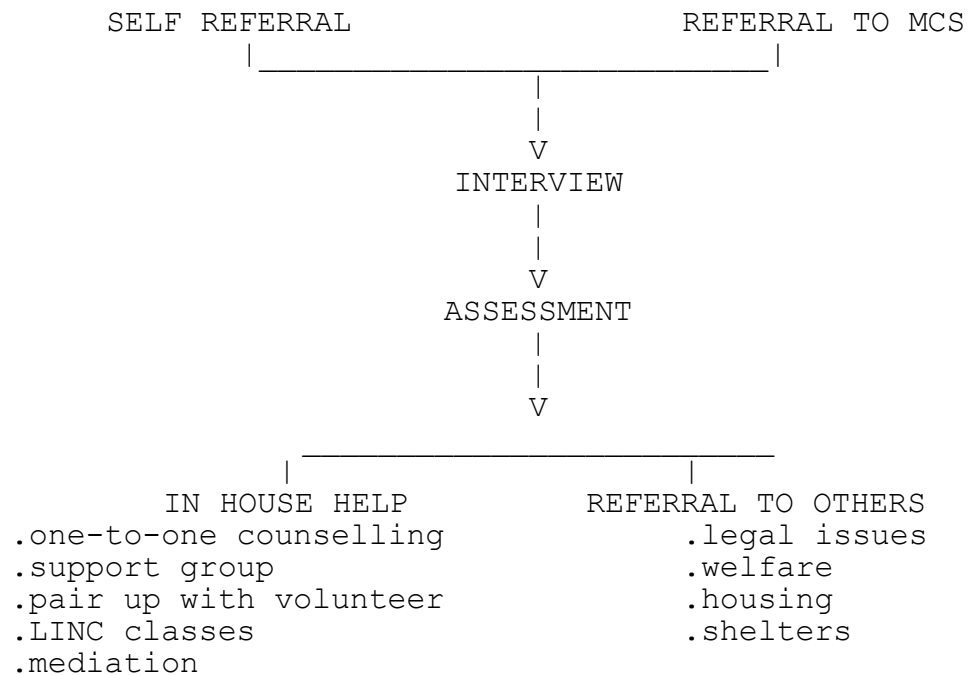 SELF REFERRAL REFERRAL TO MCS
INTERVIEW
ASSESSMENT
IN HOUSE HELP REFERRAL TO OTHERS
.one-to-one counselling .legal issues
.support group .welfare
.pair up with volunteer .housing
.LINC classes .shelters
.mediation